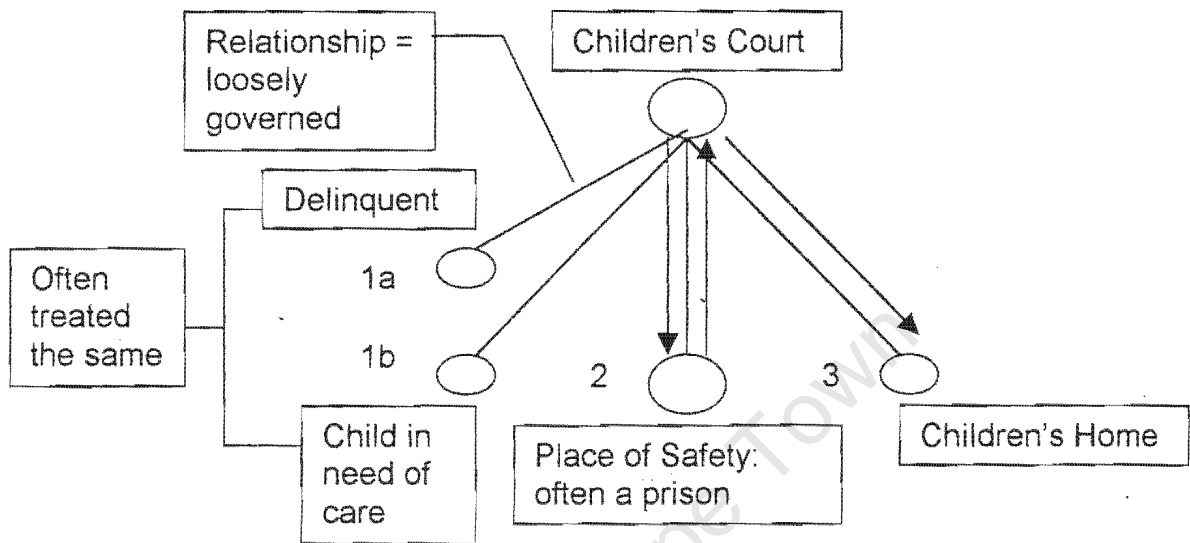 Relationship =
loosely
governed
Children's Court
Delinquent
Often
treated
the same
1a
1b
2
3
Child in
need of
care
Place of Safety:
often a prison
Children's Home
Town